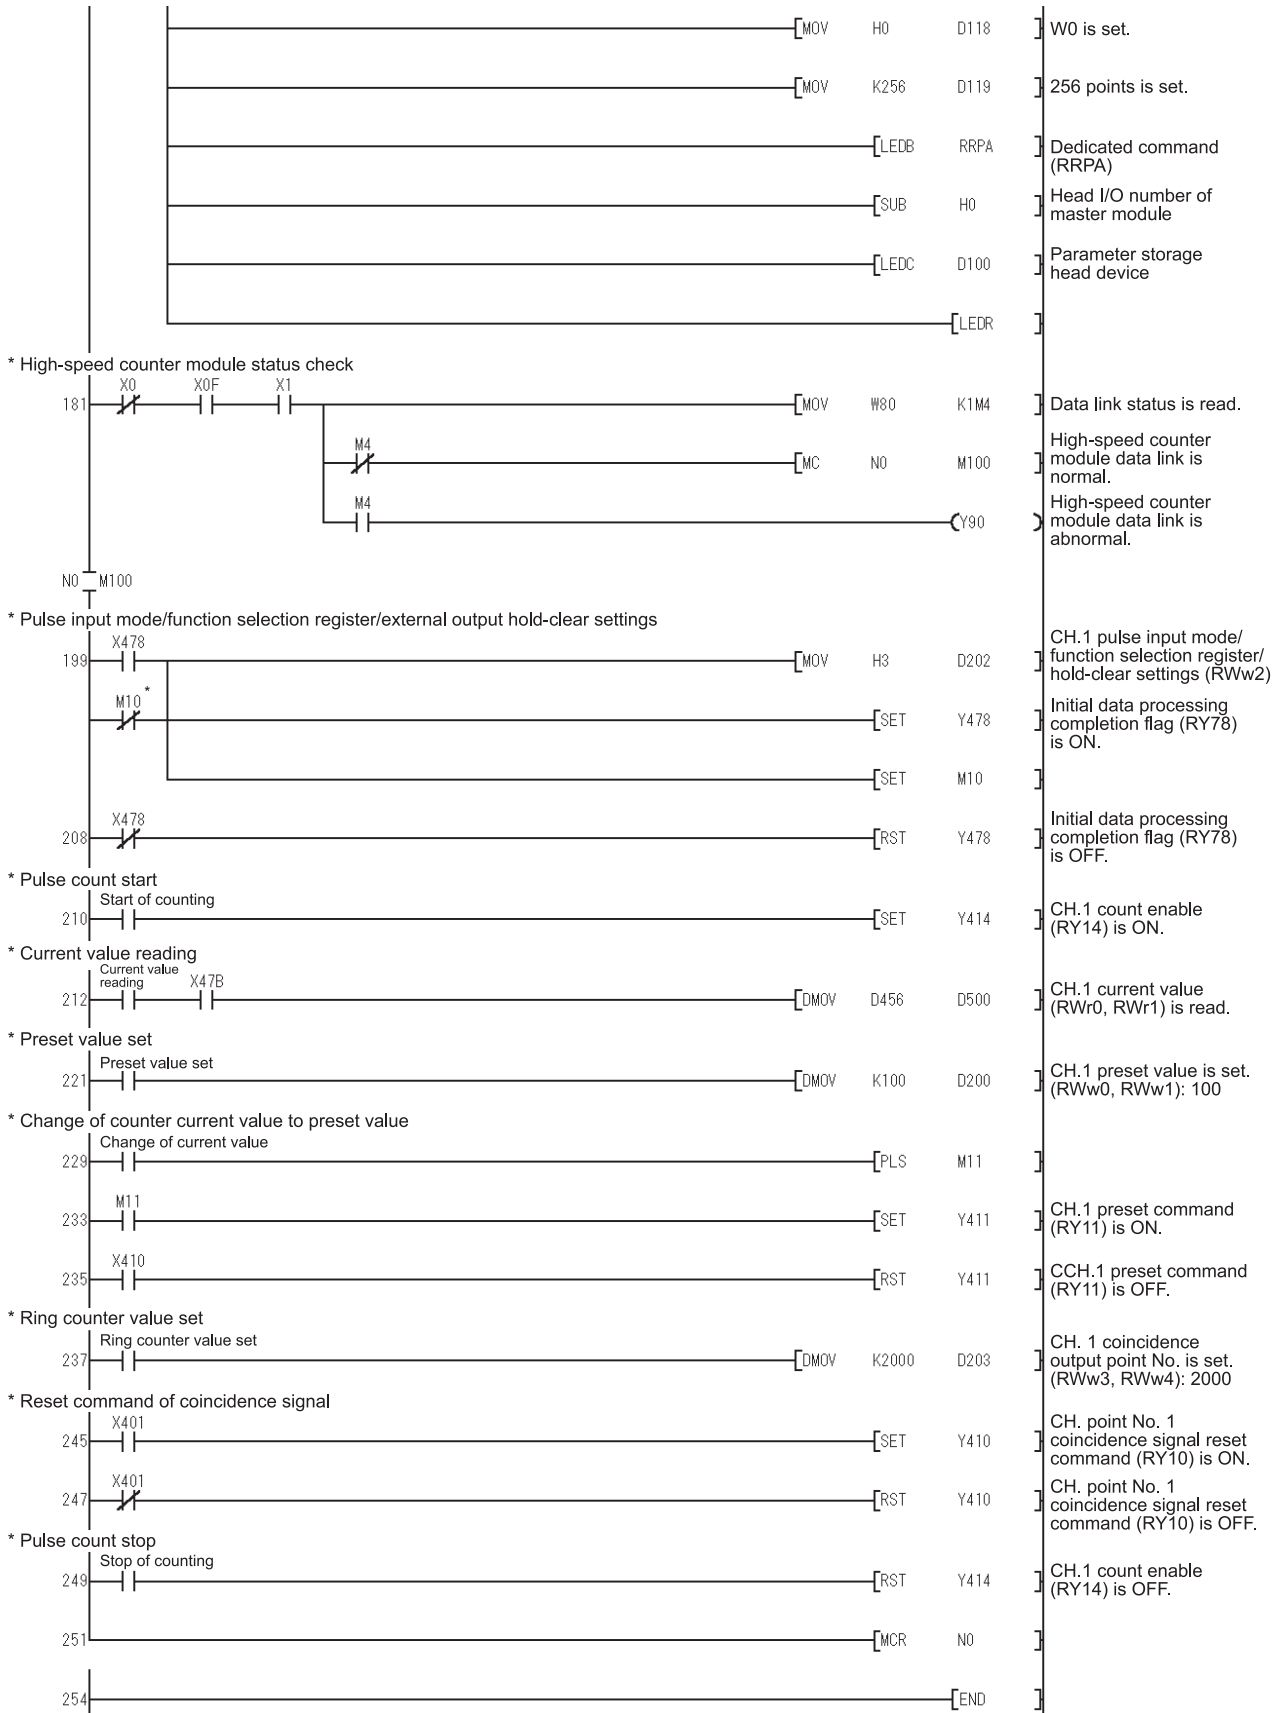 MOV H0 D118 W0 is set.
MOV K256 D119 256 points is set.
LEDB RRPA Dedicated command
(RRPA)
SUB H0 Head I/O number of
master module
LEDC D100 Parameter storage
head device
LEDR
* High-speed counter module status check
X0 X0F X1
181 MOV W80 K1M4 Data link status is read.
M4
MC N0 M100 High-speed counter
module data link is
normal.
M4
Y90 High-speed counter
module data link is
abnormal.
N0 M100
* Pulse input mode/function selection register/external output hold-clear settings
X478
199 MOV H3 D202 CH.1 pulse input mode/
function selection register/
hold-clear settings (RWw2)
M10 *
SET Y478 Initial data processing
completion flag (RY78)
is ON.
SET M10
X478
208 RST Y478 Initial data processing
completion flag (RY78)
is OFF.
* Pulse count start
Start of counting
210 SET Y414 CH.1 count enable
(RY14) is ON.
* Current value reading
Current value
reading X47B
212 DMOV D456 D500 CH.1 current value
(RWr0, RWr1) is read.
* Preset value set
Preset value set
221 DMOV K100 D200 CH.1 preset value is set.
(RWw0, RWw1): 100
* Change of counter current value to preset value
Change of current value
229 PLS M11
M11
233 SET Y411 CH.1 preset command
(RY11) is ON.
X410
235 RST Y411 CCH.1 preset command
(RY11) is OFF.
* Ring counter value set
Ring counter value set
237 DMOV K2000 D203 CH. 1 coincidence
output point No. is set.
(RWw3, RWw4): 2000
* Reset command of coincidence signal
X401
245 SET Y410 CH. point No. 1
coincidence signal reset
command (RY10) is ON.
X401
247 RST Y410 CH. point No. 1
coincidence signal reset
command (RY10) is OFF.
* Pulse count stop
Stop of counting
249 RST Y414 CH.1 count enable
(RY14) is OFF.
251 MCR N0
254 END